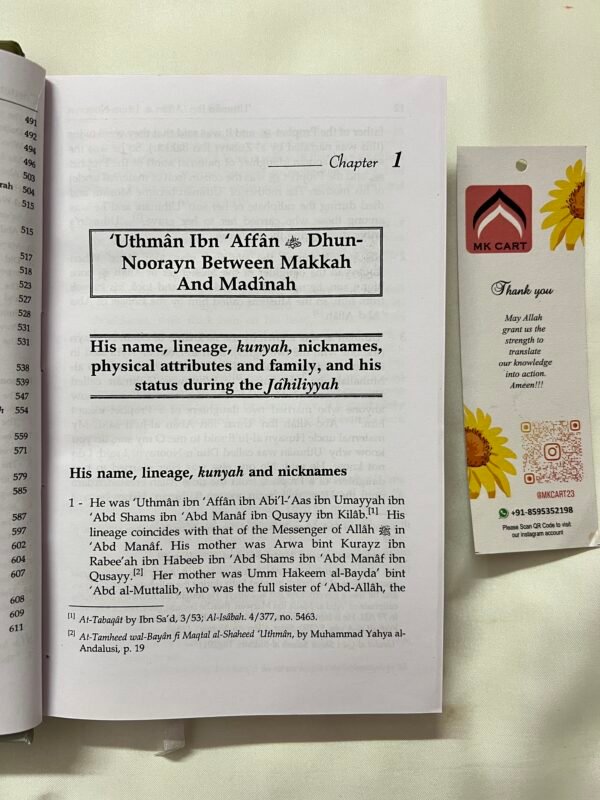 491
492
494
496
503
rah 504
515
515
517
518
523
527
528
531
531
538
539
547
h 554
559
571
579
585
587
597
602
604
607
608
609
611
Chapter 1
‘Uthmân Ibn ‘Affân ﷺ Dhun-
Noorayn Between Makkah
And Madînah
His name, lineage, kunyah, nicknames,
physical attributes and family, and his
status during the Jâhiliyyah
His name, lineage, kunyah and nicknames
1 - He was ‘Uthmân ibn ‘Affân ibn Abi’l-‘Aas ibn Umayyah ibn
‘Abd Shams ibn ‘Abd Manâf ibn Qusayy ibn Kilâb.[1] His
lineage coincides with that of the Messenger of Allâh ﷺ in
‘Abd Manâf. His mother was Arwa bint Kurayz ibn
Rabee‘ah ibn Habeeb ibn ‘Abd Shams ibn ‘Abd Manâf ibn
Qusayy.[2] Her mother was Umm Hakeem al-Bayda’ bint
‘Abd al-Muttalib, who was the full sister of ‘Abd-Allâh, the
[1] At-Tabaqât by Ibn Sa‘d, 3/53; Al-Isâbah. 4/377, no. 5463.
[2] At-Tamheed wal-Bayân fi Maqtal al-Shaheed ‘Uthmân, by Muhammad Yahya al-
Andalusi, p. 19
MK CART
Thank you
May Allah
grant us the
strength to
translate
our knowledge
into action.
Ameen!!!
@MKCART23
+91-8595352198
Please Scan QR Code to visit
our instagram account